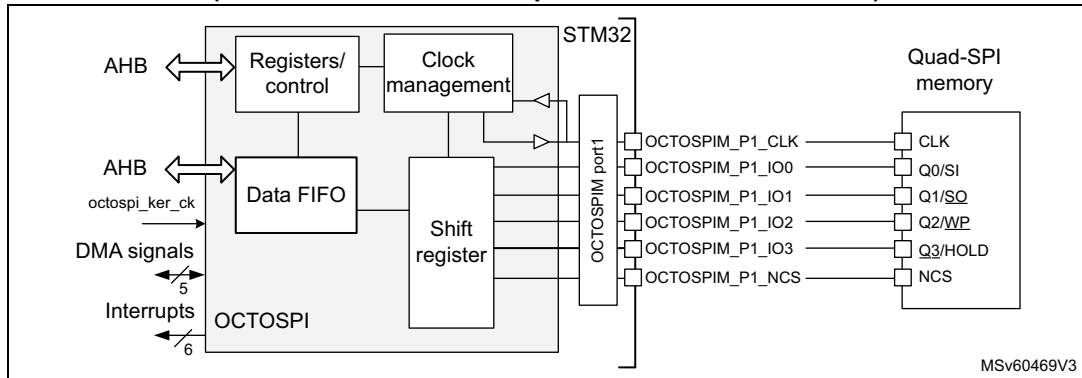 STM32
AHB
Registers/
control
Clock
management
AHB
Data FIFO
octospi_ker_ck
DMA signals
5
Interrupts
6
OCTOSPI
Shift
register
OCTOSPIM port1
OCTOSPIM_P1_CLK
OCTOSPIM_P1_IO0
OCTOSPIM_P1_IO1
OCTOSPIM_P1_IO2
OCTOSPIM_P1_IO3
OCTOSPIM_P1_NCS
Quad-SPI
memory
CLK
Q0/SI
Q1/SO
Q2/WP
Q3/HOLD
NCS
MSv60469V3